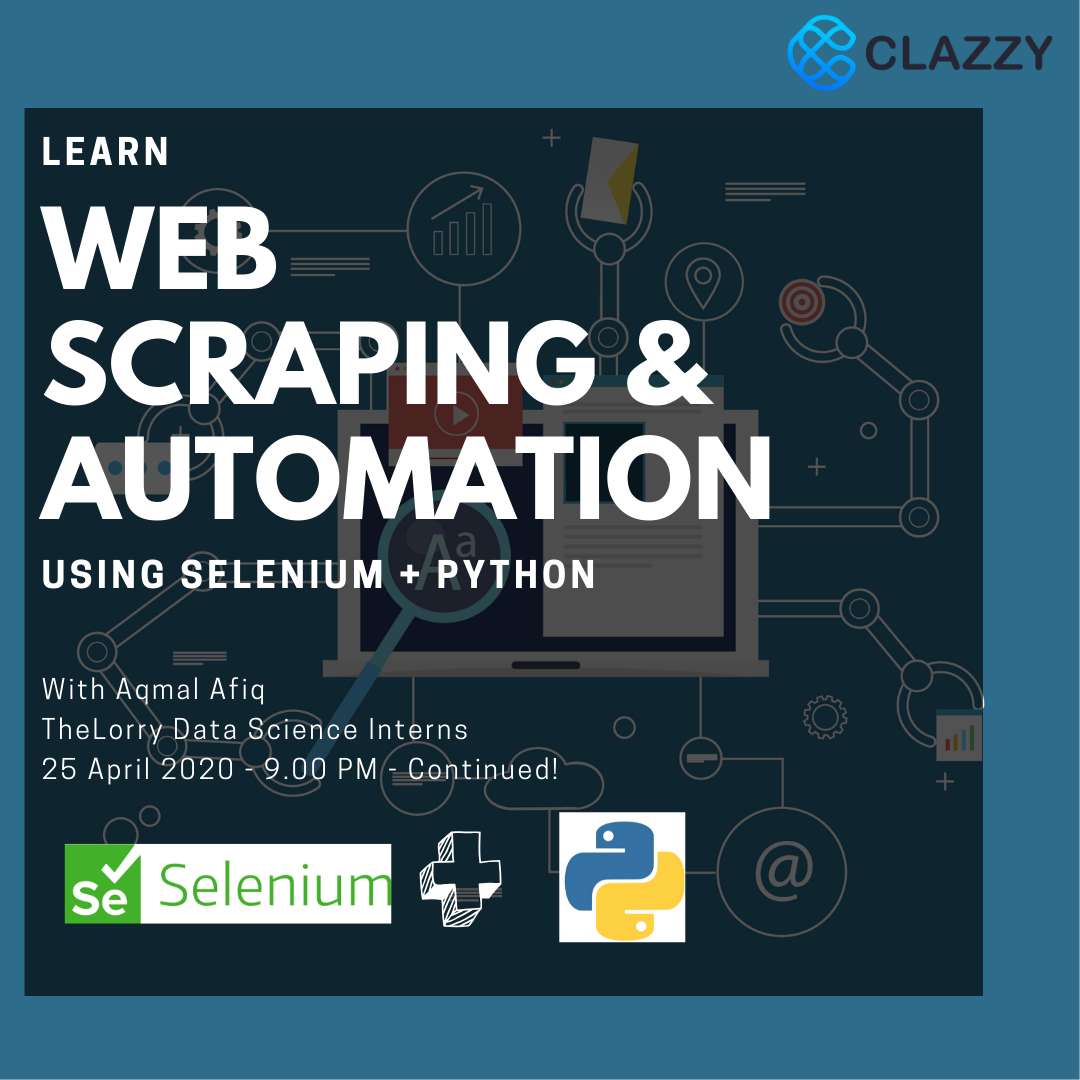 CLAZZY
LEARN
WEB
SCRAPING &
AUTOMATION
USING SELENIUM + PYTHON
Aa
With Aqmal Afiq
TheLorry Data Science Interns
25 April 2020 - 9.00 PM - Continued!
@
Se Selenium